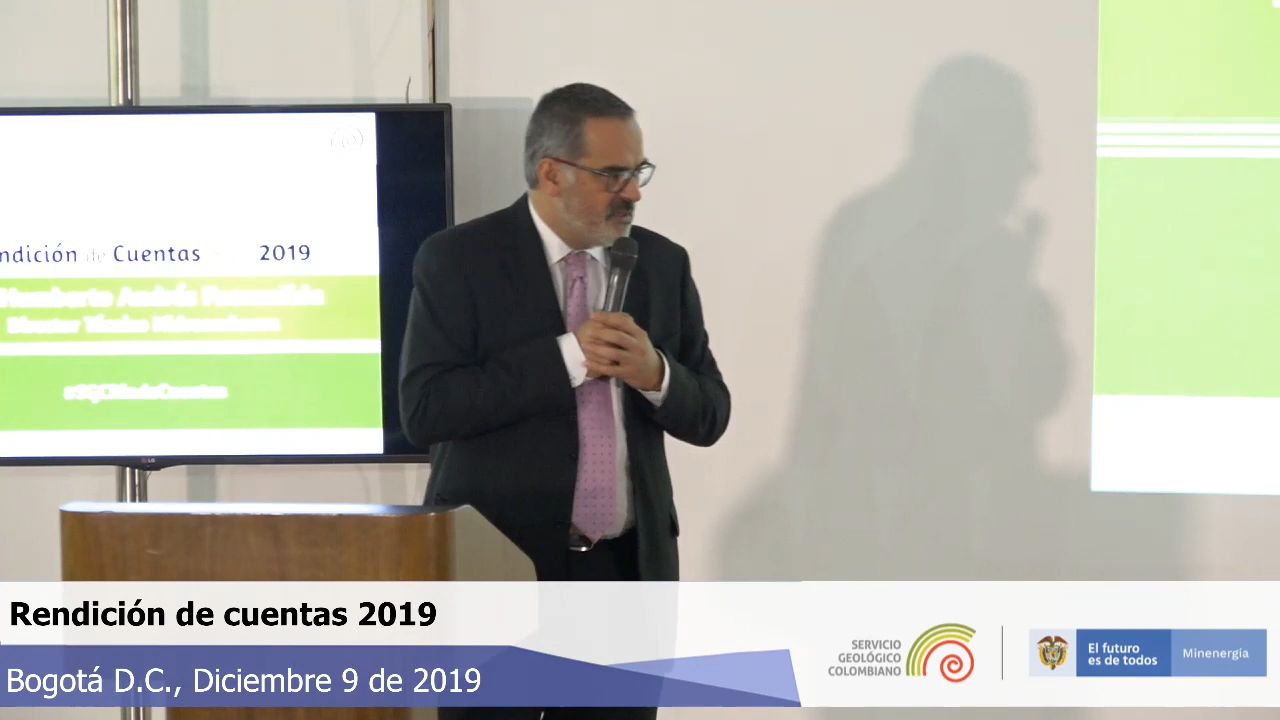 ndición de Cuentas 2019
Rendición de cuentas 2019
Bogotá D.C., Diciembre 9 de 2019
SERVICIO
GEOLÓGICO
COLOMBIANO
El futuro
es de todos
Minenergia